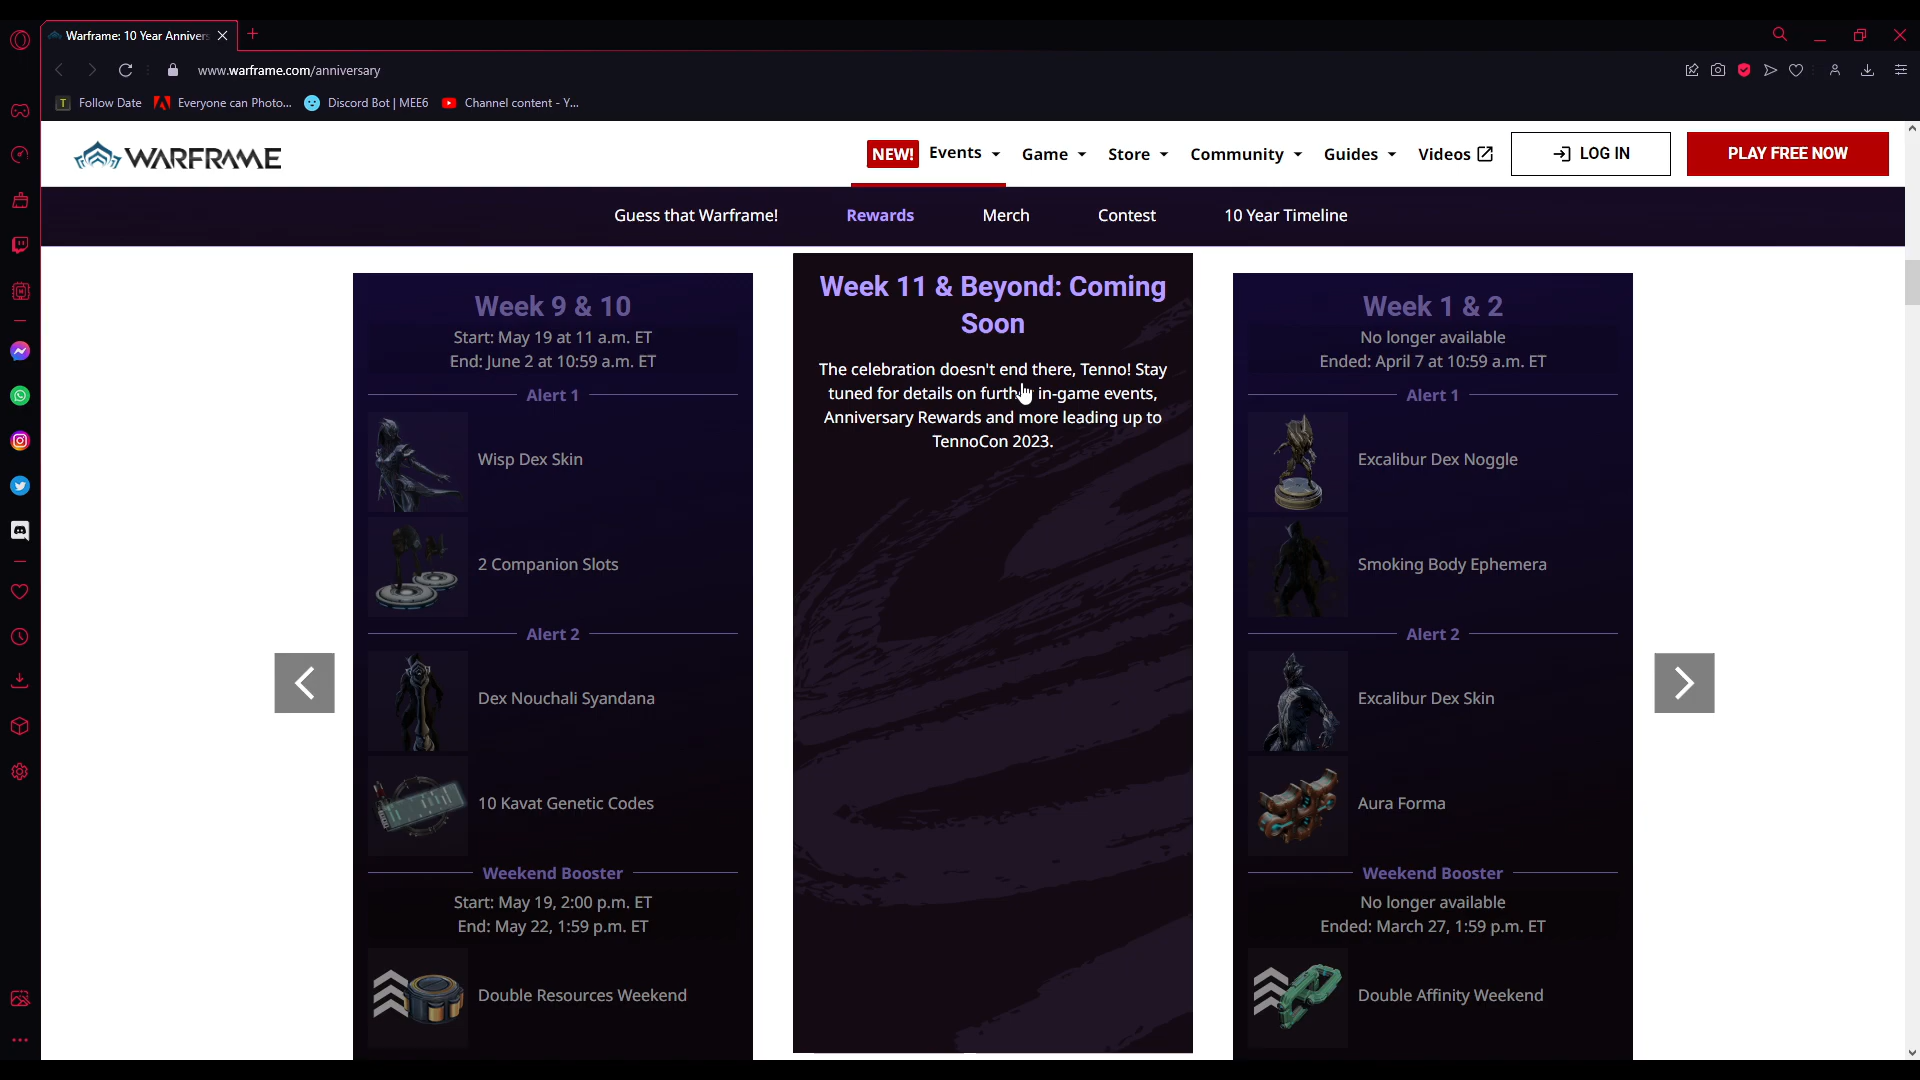 Warframe: 10 Year Annivers
www.warframe.com/anniversary
Follow Date
Everyone can Photo...
Discord Bot | MEE6
Channel content - Y...
WARFRAME
NEW!
Events
Game
Store
Community
Guides
Videos
LOG IN
PLAY FREE NOW
Guess that Warframe!
Rewards
Merch
Contest
10 Year Timeline
Week 9 & 10
Start: May 19 at 11 a.m. ET
End: June 2 at 10:59 a.m. ET
Alert 1
Wisp Dex Skin
2 Companion Slots
Alert 2
Dex Nouchali Syandana
10 Kavat Genetic Codes
Weekend Booster
Start: May 19, 2:00 p.m. ET
End: May 22, 1:59 p.m. ET
Double Resources Weekend
Week 11 & Beyond: Coming
Soon
The celebration doesn't end there, Tenno! Stay
tuned for details on further in-game events,
Anniversary Rewards and more leading up to
TennoCon 2023.
Week 1 & 2
No longer available
Ended: April 7 at 10:59 a.m. ET
Alert 1
Excalibur Dex Noggle
Smoking Body Ephemera
Alert 2
Excalibur Dex Skin
Aura Forma
Weekend Booster
No longer available
Ended: March 27, 1:59 p.m. ET
Double Affinity Weekend